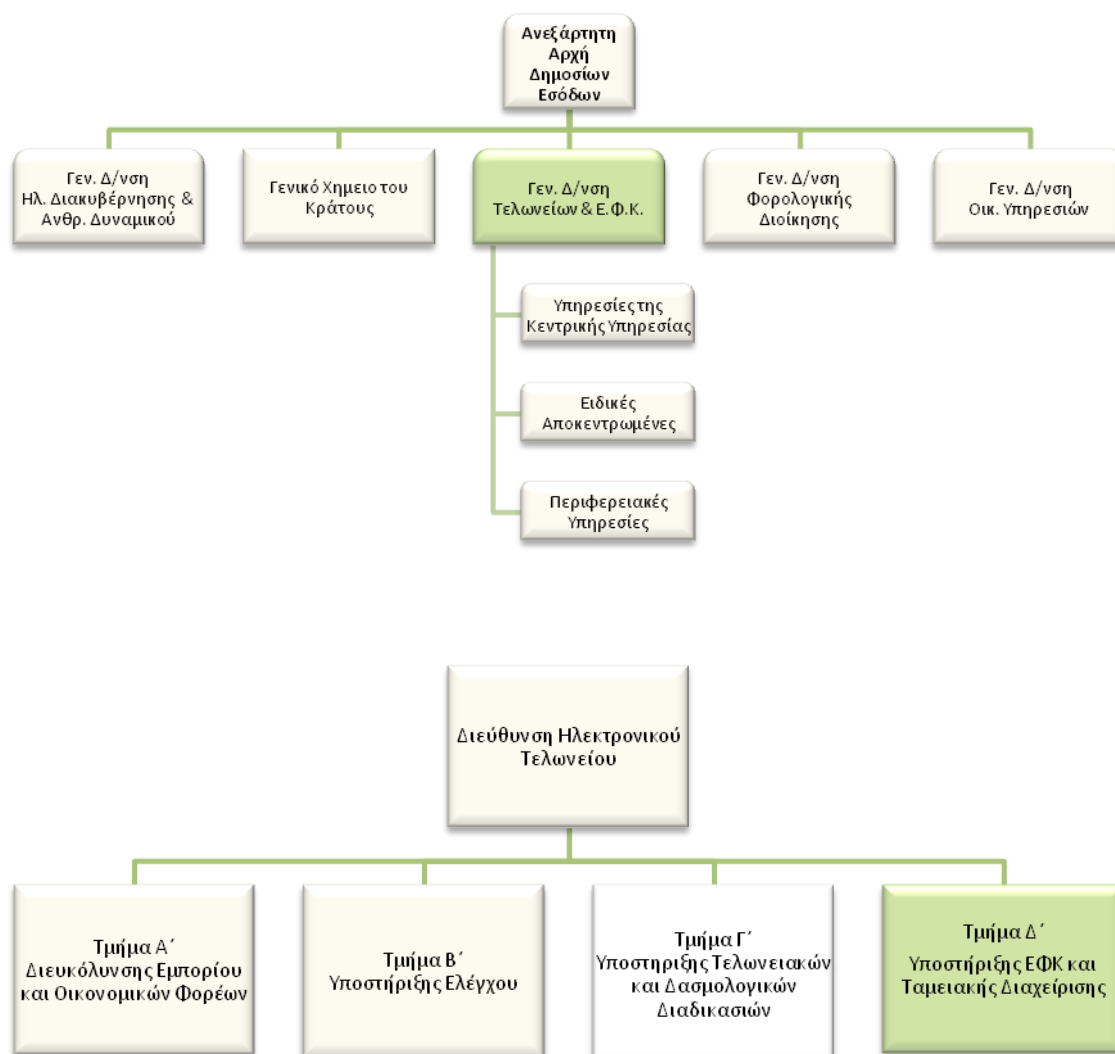 Ανεξάρτητη
Αρχή
Δημοσίων
Εσόδων
Γεν. Δ/νση
Ηλ. Διακυβέρνησης &
Ανθρ. Δυναμικού
Γενικό Χημειο του
Κράτους
Γεν. Δ/νση
Τελωνείων & Ε.Φ.Κ.
Γεν. Δ/νση
Φορολογικής
Διοίκησης
Γεν. Δ/νση
Οικ. Υπηρεσιών
Υπηρεσίες της
Κεντρικής Υπηρεσίας
Ειδικές
Αποκεντρωμένες
Περιφερειακές
Υπηρεσίες
Διεύθυνση Ηλεκτρονικού
Τελωνείου
Τμήμα Α΄
Διευκόλυνσης Εμπορίου
και Οικονομικών Φορέων
Τμήμα Β΄
Υποστήριξης Ελέγχου
Τμήμα Γ΄
Υποστηριξης Τελωνειακών
και Δασμολογικών
Διαδικασιών
Τμήμα Δ΄
Υποστήριξης ΕΦΚ και
Ταμειακής Διαχείρισης